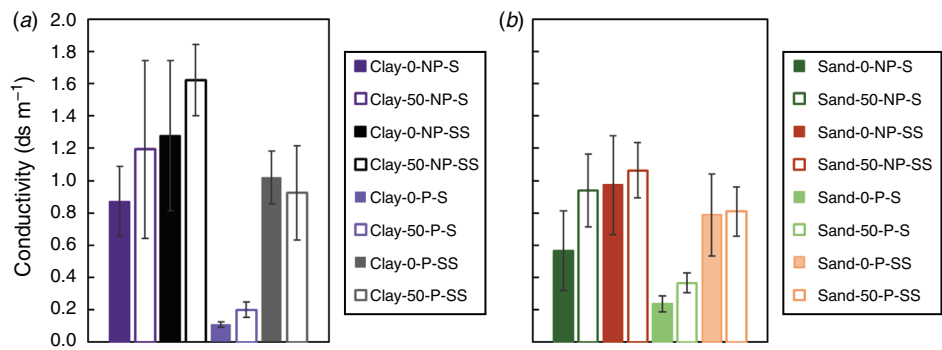 (a)
Conductivity (ds m⁻¹)
2.0
1.8
1.6
1.4
1.2
1.0
0.8
0.6
0.4
0.2
0.0
Clay-0-NP-S
Clay-50-NP-S
Clay-0-NP-SS
Clay-50-NP-SS
Clay-0-P-S
Clay-50-P-S
Clay-0-P-SS
Clay-50-P-SS
(b)
Sand-0-NP-S
Sand-50-NP-S
Sand-0-NP-SS
Sand-50-NP-SS
Sand-0-P-S
Sand-50-P-S
Sand-0-P-SS
Sand-50-P-SS